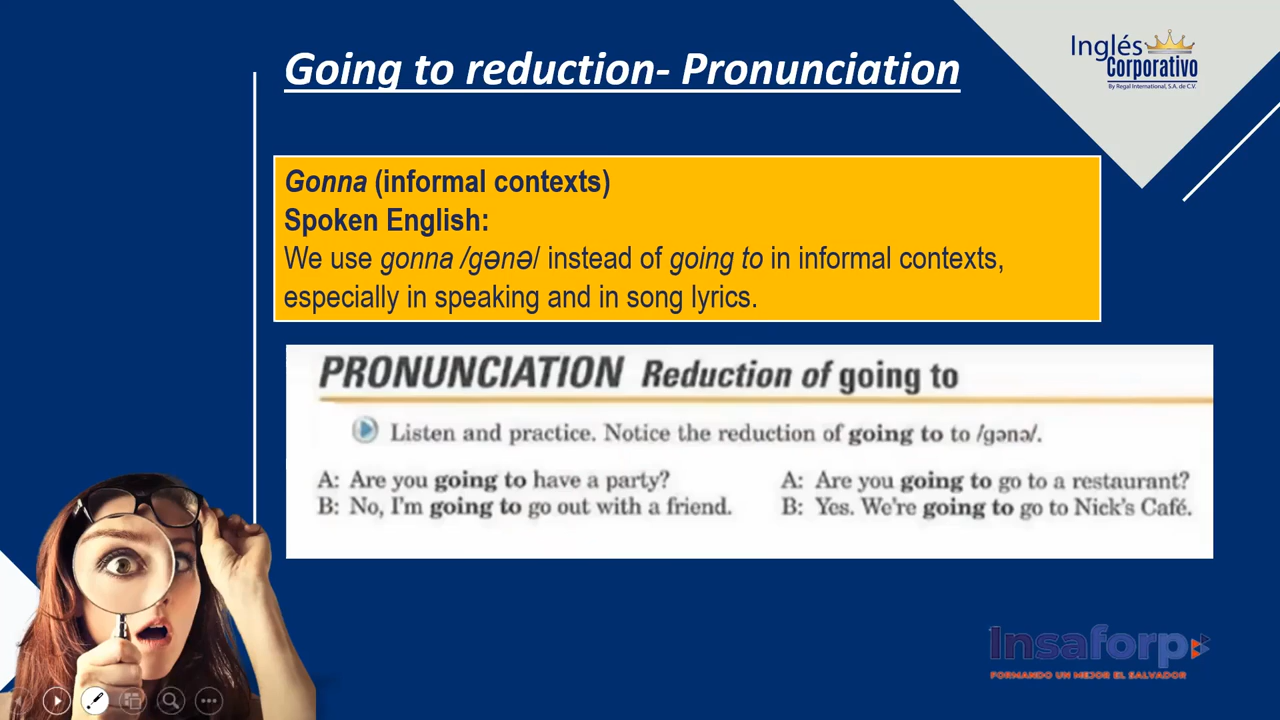 Going to reduction- Pronunciation
Inglés
Corporativo
By Regal International, S.A. de C.V.
Gonna (informal contexts)
Spoken English:
We use gonna /gənə/ instead of going to in informal contexts,
especially in speaking and in song lyrics.
PRONUNCIATION Reduction of going to
Listen and practice. Notice the reduction of going to to /gənə/.
A: Are you going to have a party?
B: No, I'm going to go out with a friend.
A: Are you going to go to a restaurant?
B: Yes. We're going to go to Nick's Café.
Insaforp
FORMANDO UN MEJOR EL SALVADOR